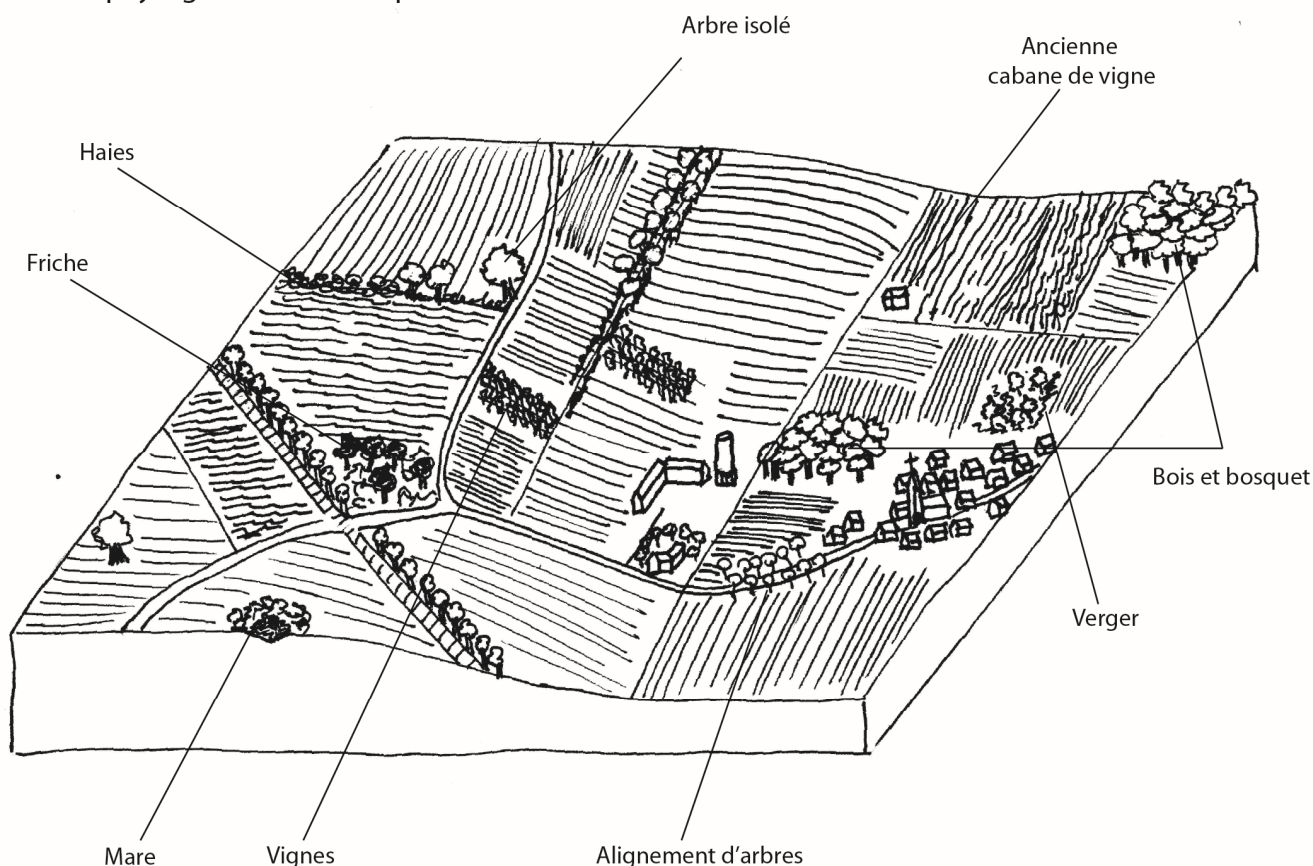 Arbre isolé
Ancienne
cabane de vigne
Haies
Friche
Bois et bosquet
Verger
Mare
Vignes
Alignement d'arbres